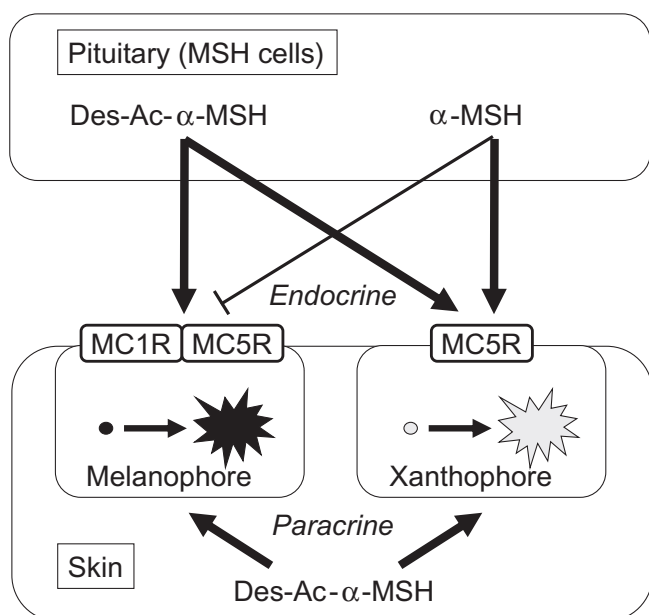 Pituitary (MSH cells)
Des-Ac-α-MSH
α-MSH
Endocrine
MC1R
MC5R
MC5R
Melanophore
Xanthophore
Paracrine
Skin
Des-Ac-α-MSH